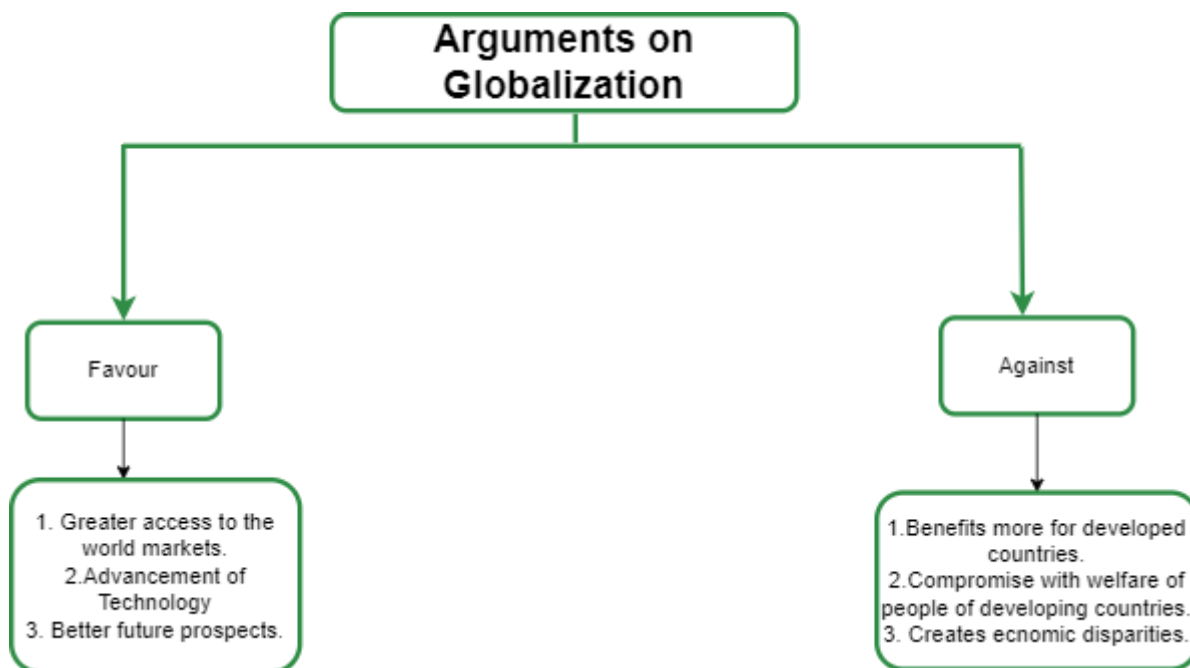 Arguments on
Globalization
Favour
Against
1. Greater access to the
world markets.
2.Advancement of
Technology
3. Better future prospects.
1.Benefits more for developed
countries.
2.Compromise with welfare of
people of developing countries.
3. Creates ecnomic disparities.